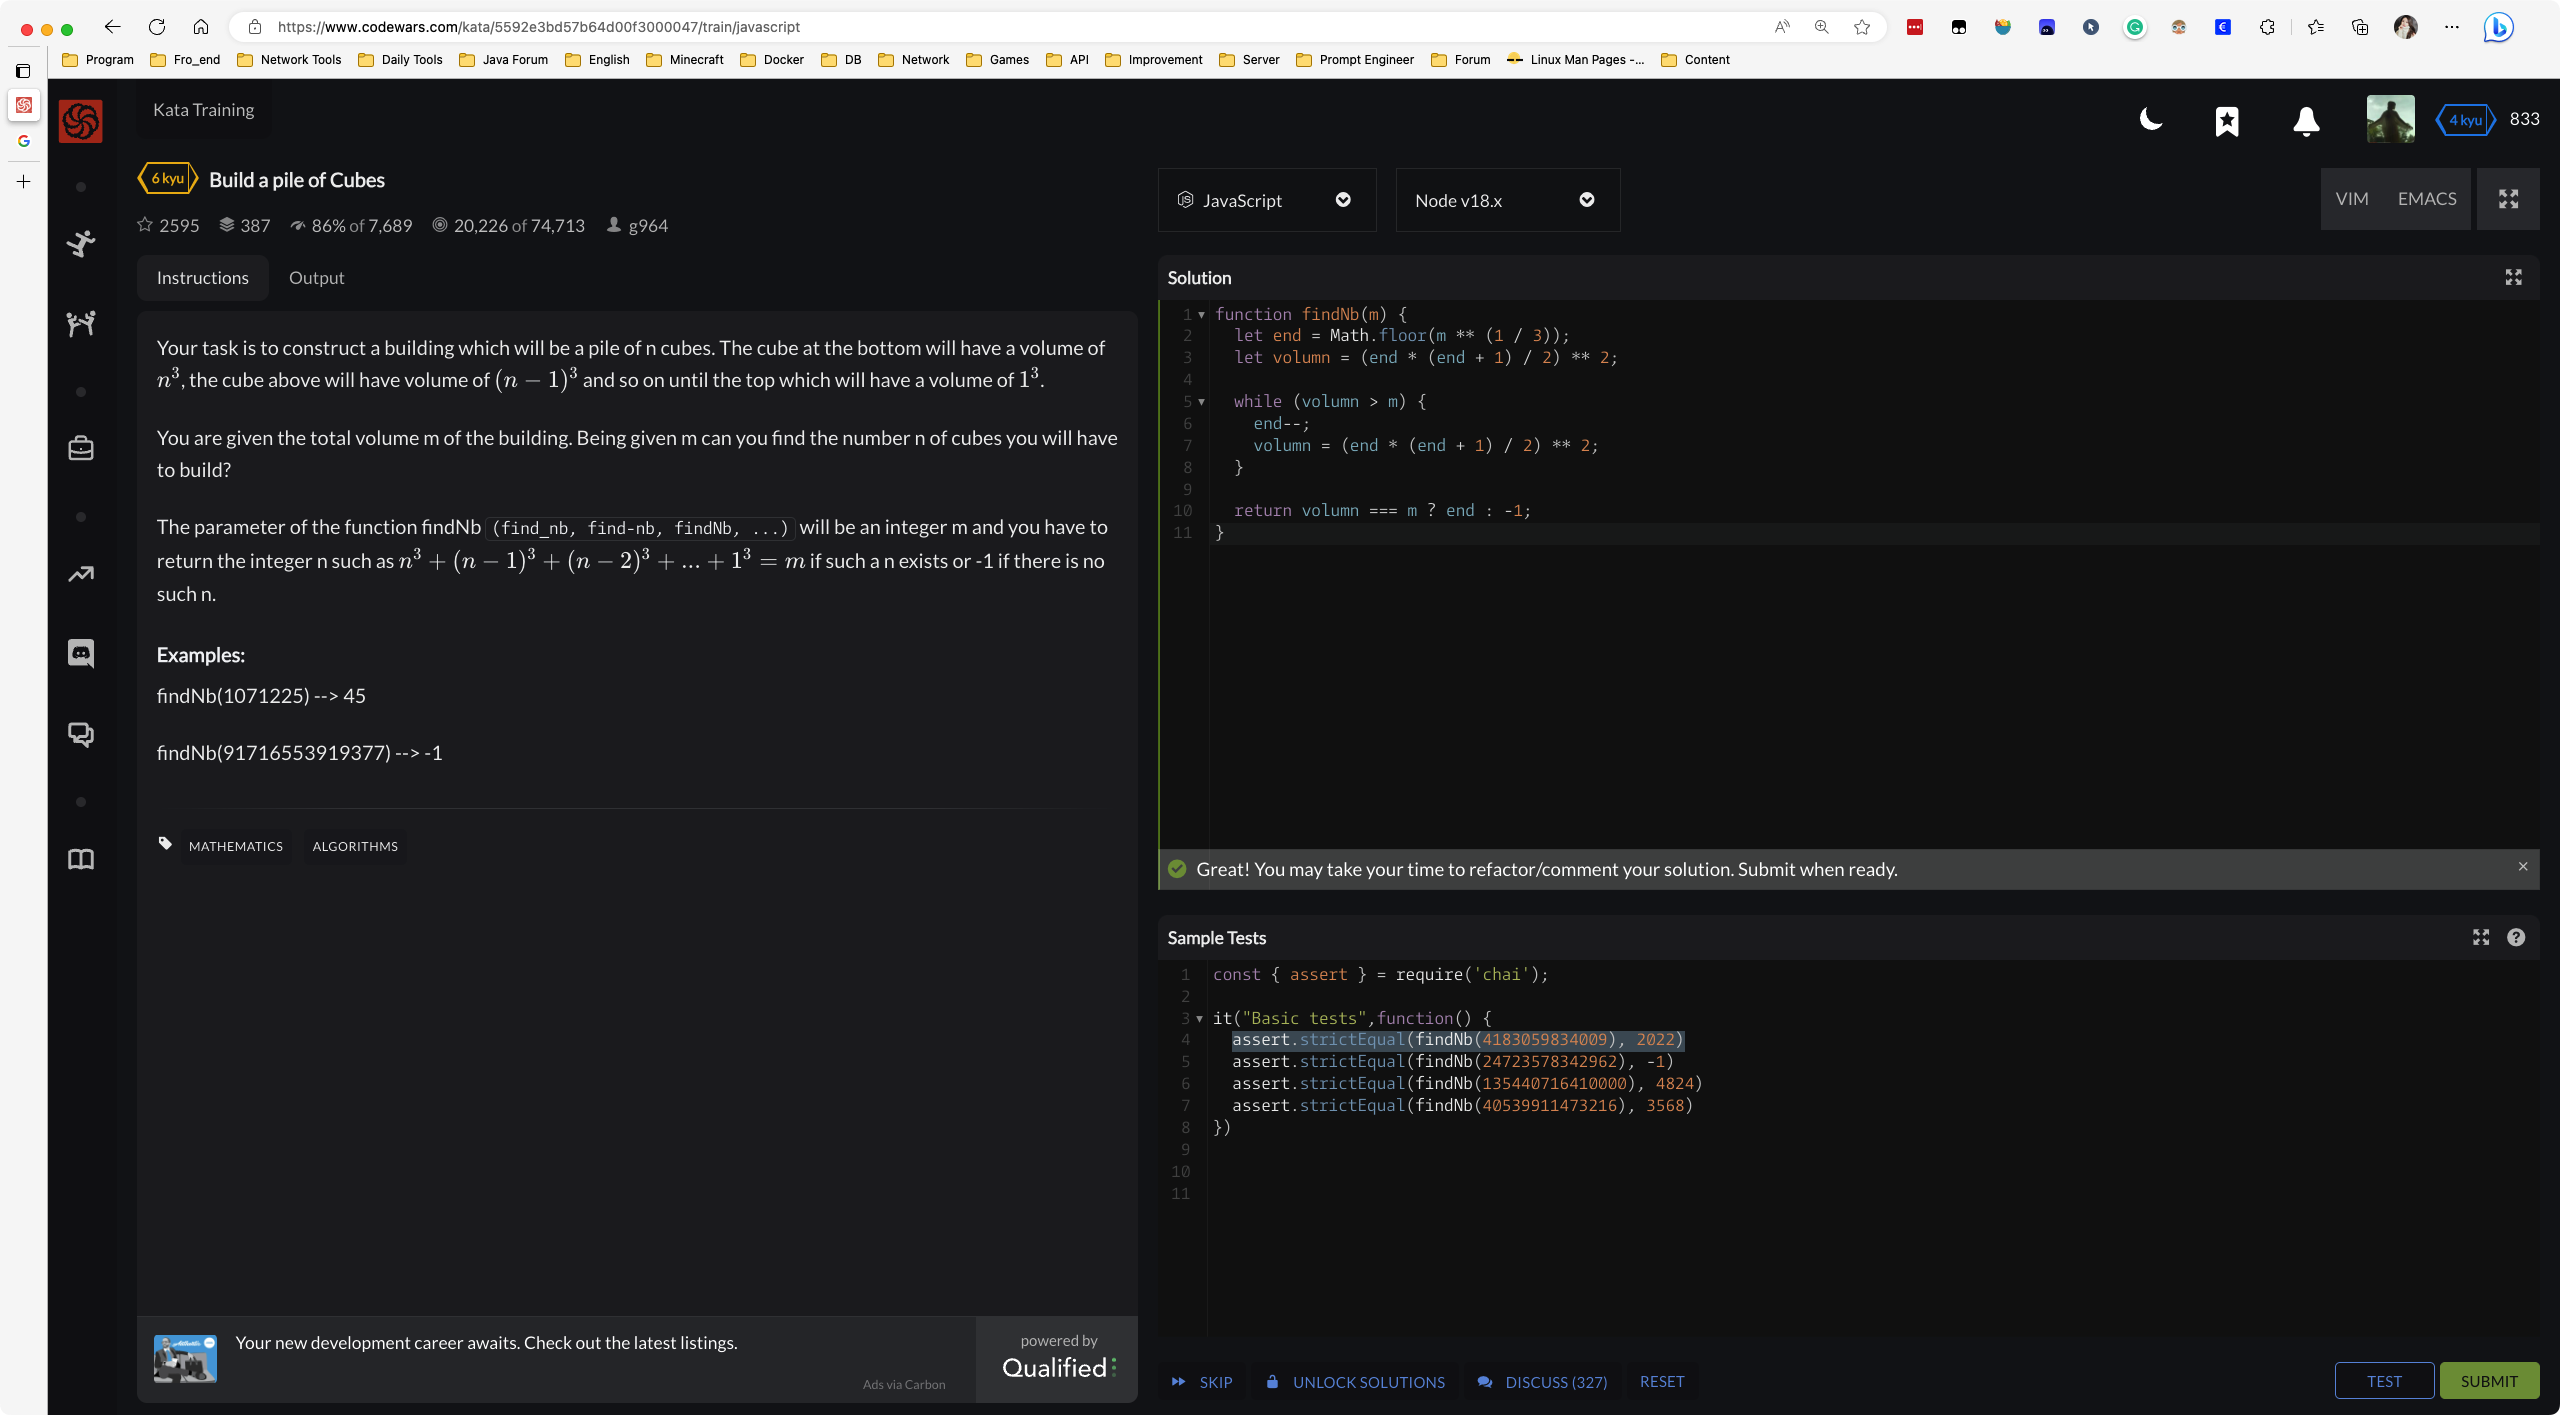 https://www.codewars.com/kata/5592e3bd57b64d00f3000047/train/javascript
Program Fro_end Network Tools Daily Tools Java Forum English Minecraft Docker DB Network Games API Improvement Server Prompt Engineer Forum Linux Man Pages -... Content
Kata Training
4 kyu 833
6 kyu Build a pile of Cubes
2595 387 86% of 7,689 20,226 of 74,713 g964
JavaScript Node v18.x VIM EMACS
Instructions Output
Your task is to construct a building which will be a pile of n cubes. The cube at the bottom will have a volume of
n³, the cube above will have volume of (n − 1)³ and so on until the top which will have a volume of 1³.
You are given the total volume m of the building. Being given m can you find the number n of cubes you will have
to build?
The parameter of the function findNb (find_nb, find-nb, findNb, ...) will be an integer m and you have to
return the integer n such as n³ + (n − 1)³ + (n − 2)³ + ... + 1³ = m if such a n exists or -1 if there is no
such n.
Examples:
findNb(1071225) --> 45
findNb(91716553919377) --> -1
MATHEMATICS ALGORITHMS
Your new development career awaits. Check out the latest listings.
Ads via Carbon
powered by
Qualified
Solution
1 function findNb(m) {
2 let end = Math.floor(m ** (1 / 3));
3 let volumn = (end * (end + 1) / 2) ** 2;
4
5 while (volumn > m) {
6 end--;
7 volumn = (end * (end + 1) / 2) ** 2;
8 }
9
10 return volumn === m ? end : -1;
11 }
Great! You may take your time to refactor/comment your solution. Submit when ready.
Sample Tests
1 const { assert } = require('chai');
2
3 it("Basic tests",function() {
4 assert.strictEqual(findNb(4183059834009), 2022)
5 assert.strictEqual(findNb(24723578342962), -1)
6 assert.strictEqual(findNb(135440716410000), 4824)
7 assert.strictEqual(findNb(40539911473216), 3568)
8 })
9
10
11
SKIP UNLOCK SOLUTIONS DISCUSS (327) RESET TEST SUBMIT